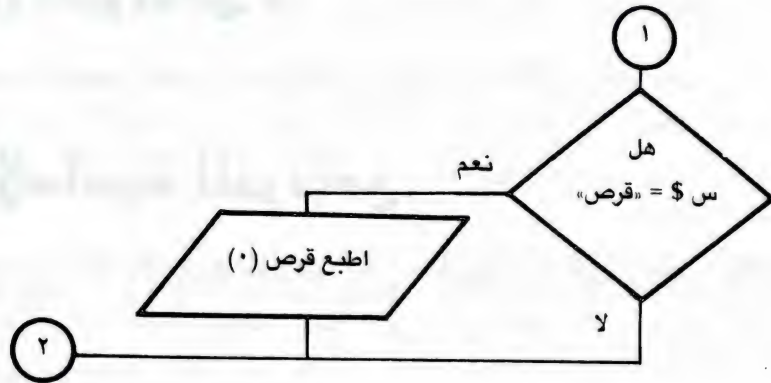 ١
هل
س $ = «قرص»
نعم
اطبع قرص (٠)
لا
٢